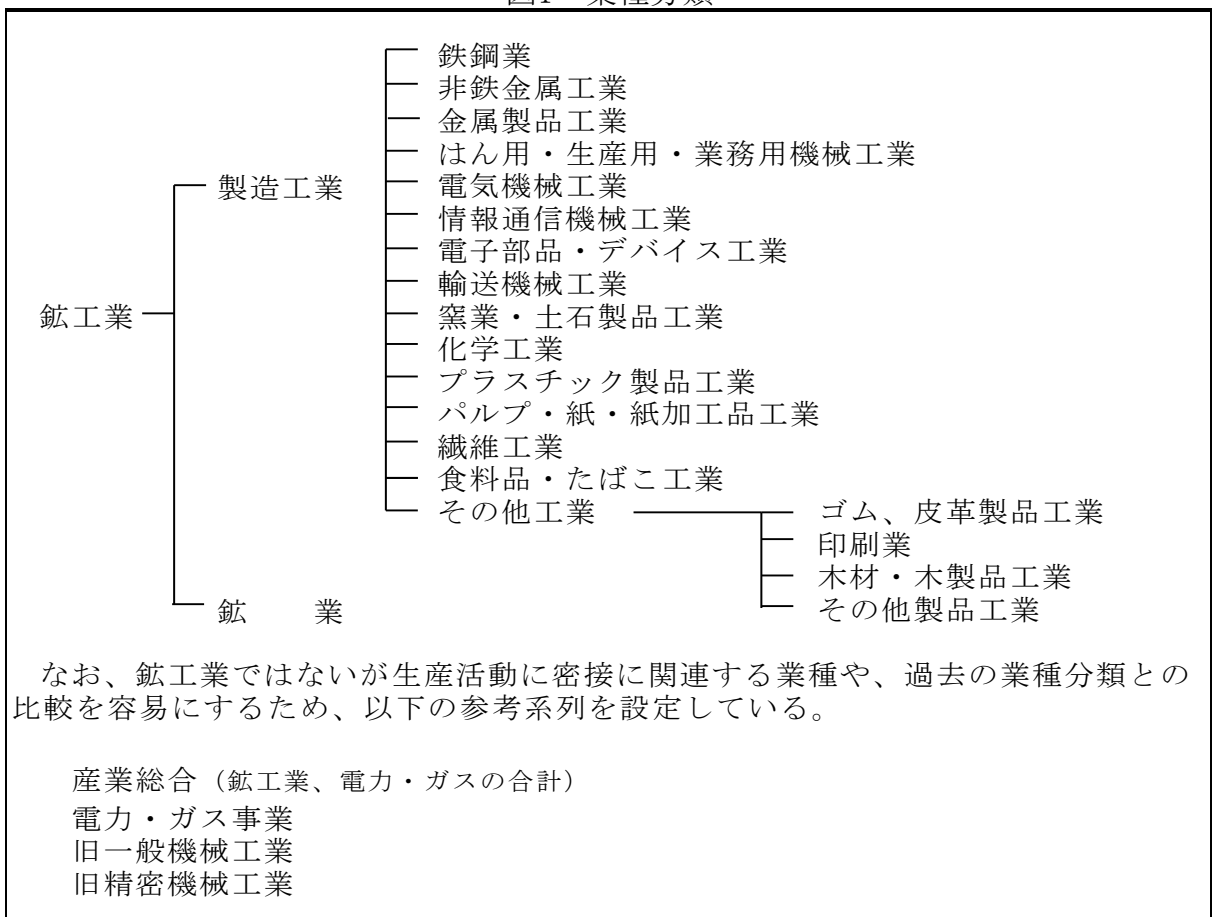 図1 業種分類
鉄鋼業
非鉄金属工業
金属製品工業
はん用・生産用・業務用機械工業
製造工業
電気機械工業
情報通信機械工業
電子部品・デバイス工業
輸送機械工業
鉱工業
窯業・土石製品工業
化学工業
プラスチック製品工業
パルプ・紙・紙加工品工業
繊維工業
食料品・たばこ工業
その他工業
ゴム、皮革製品工業
印刷業
木材・木製品工業
その他製品工業
鉱　　業
なお、鉱工業ではないが生産活動に密接に関連する業種や、過去の業種分類との
比較を容易にするため、以下の参考系列を設定している。
産業総合（鉱工業、電力・ガスの合計）
電力・ガス事業
旧一般機械工業
旧精密機械工業